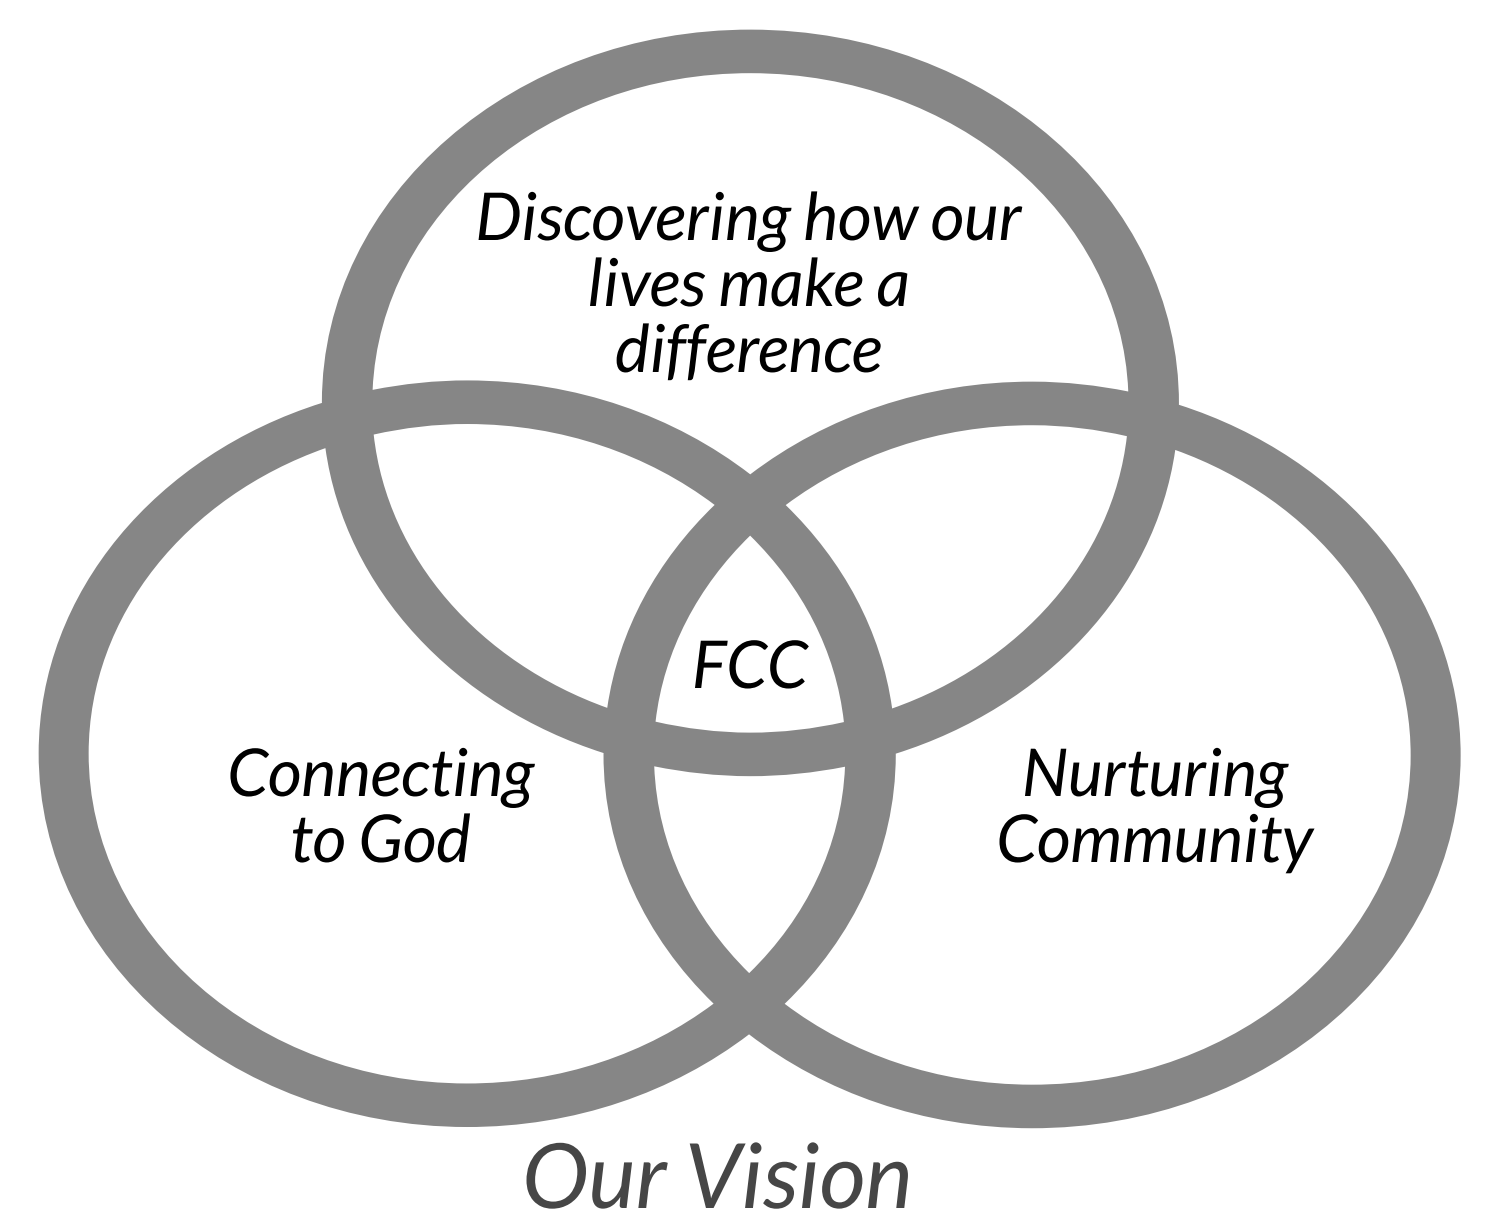 Discovering how our
lives make a
difference
FCC
Connecting
to God
Nurturing
Community
Our Vision